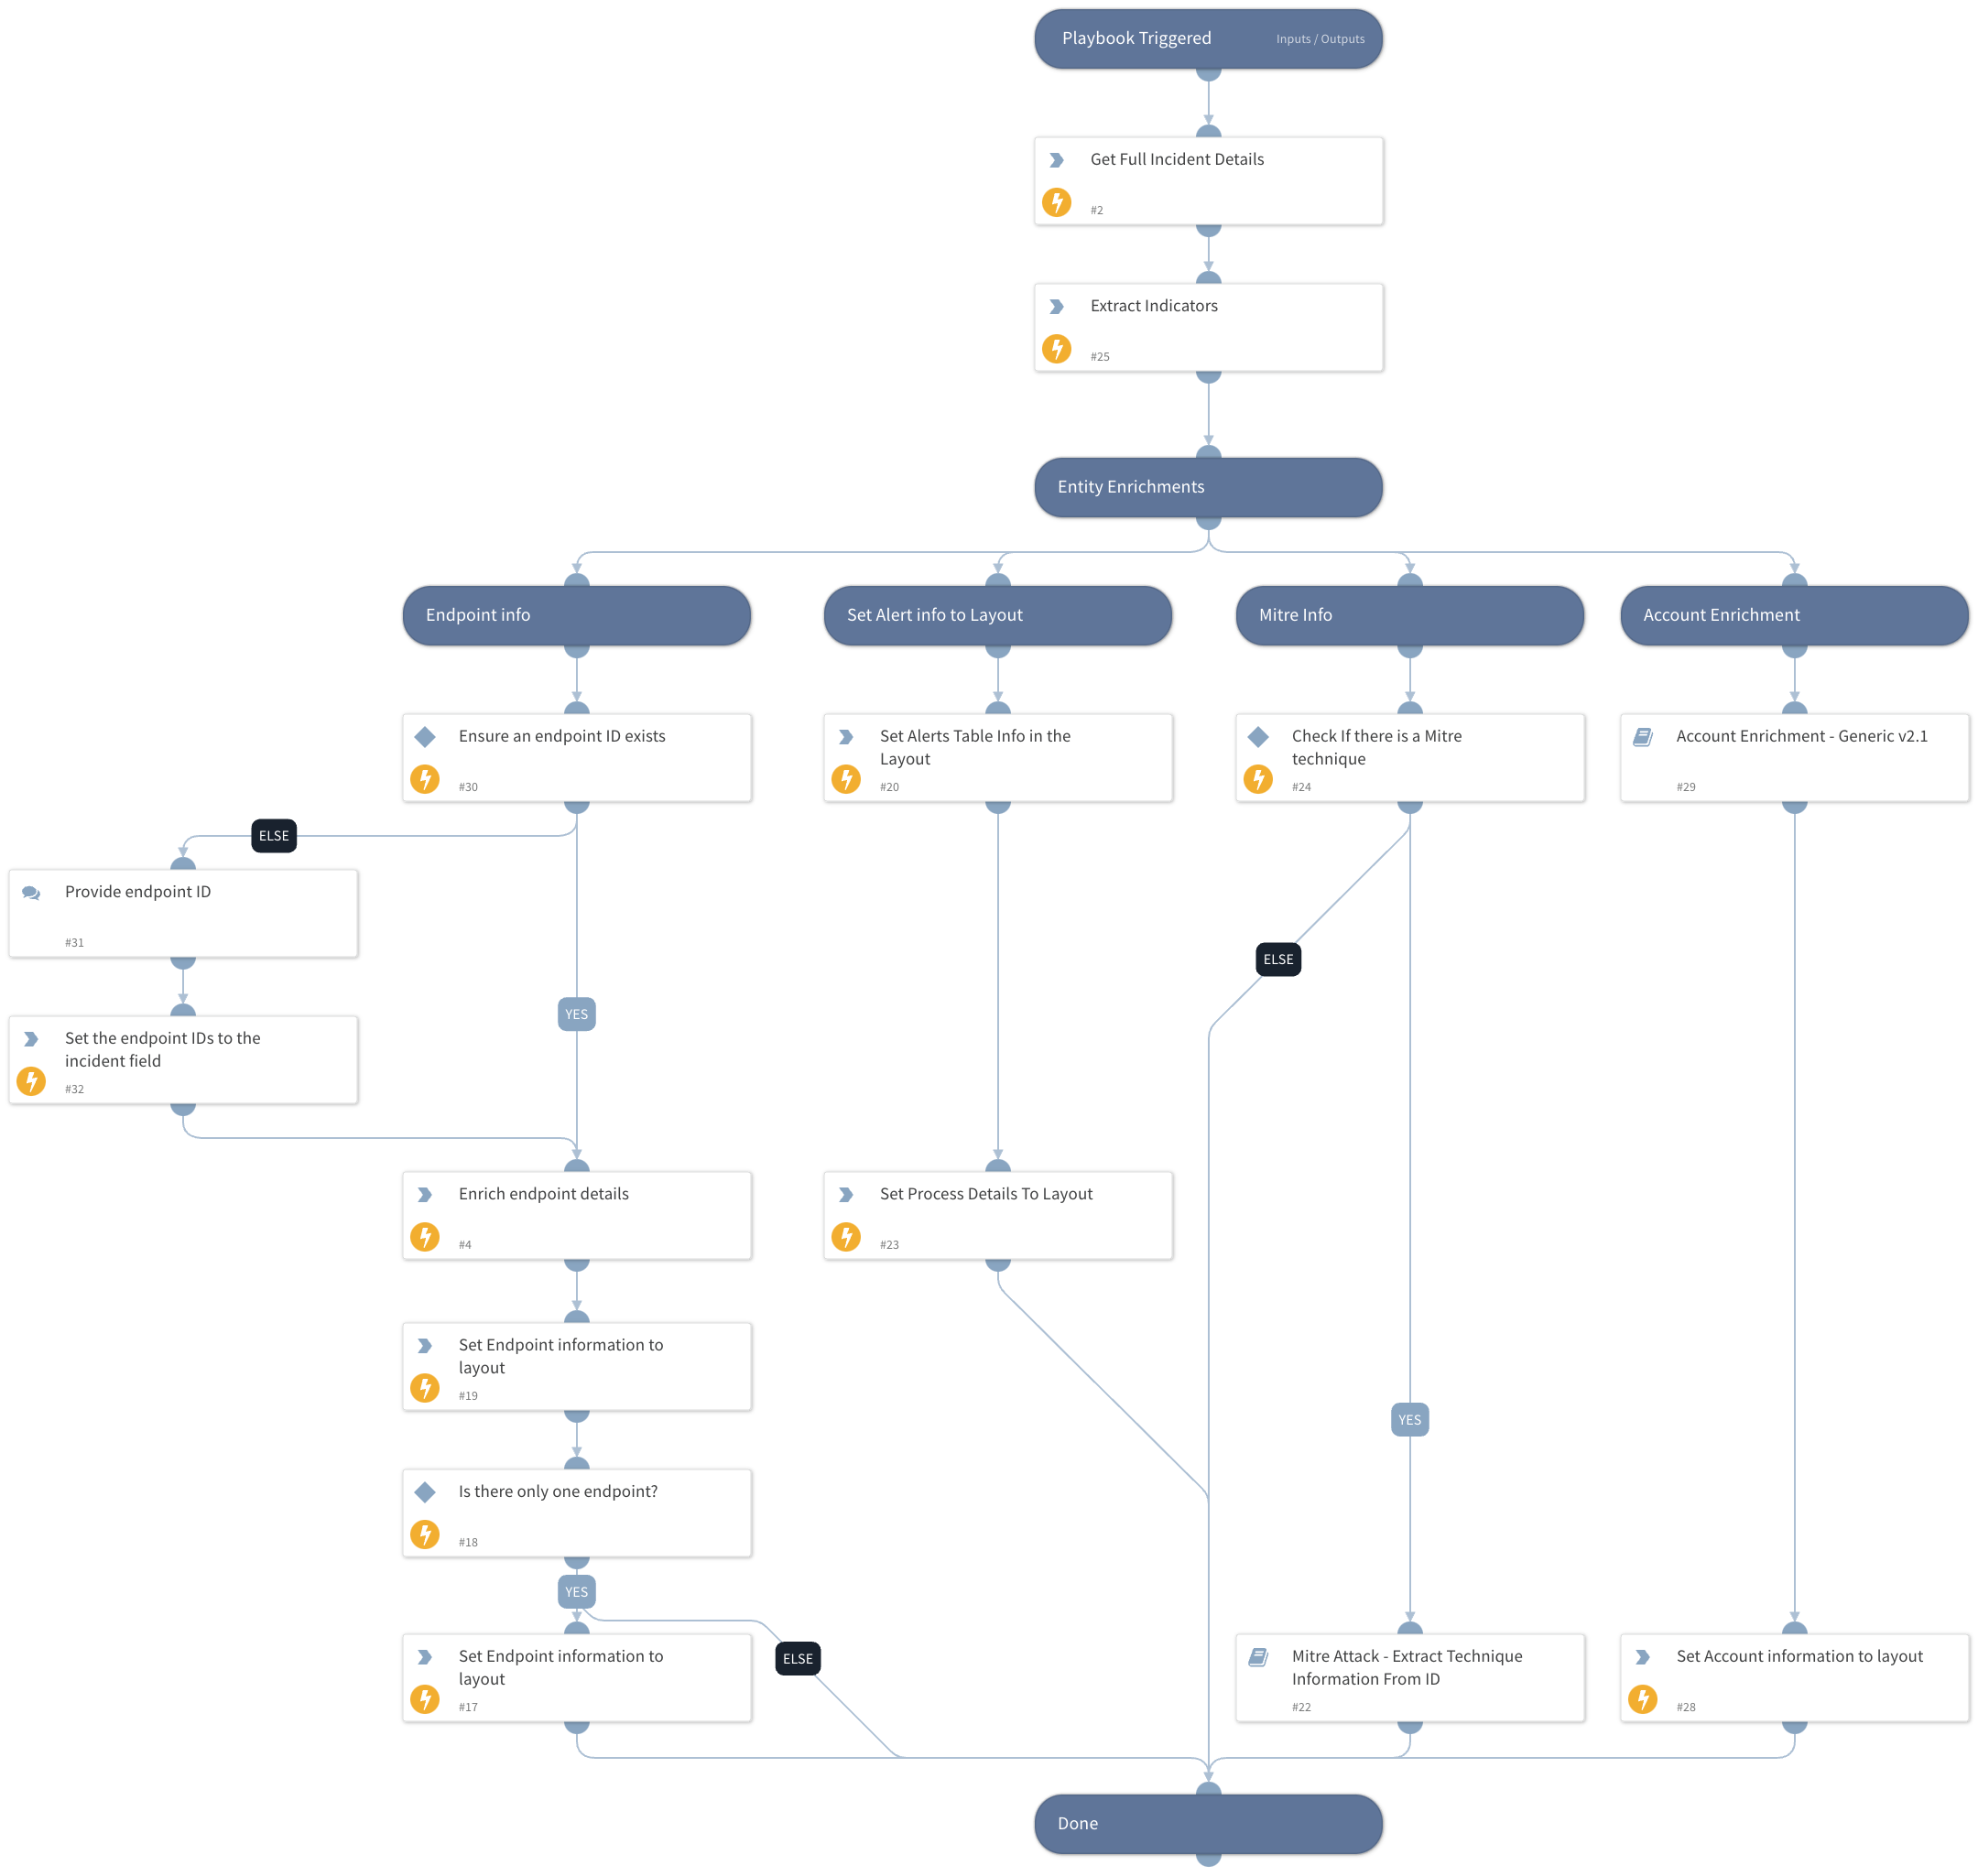 Playbook Triggered
Inputs / Outputs
Get Full Incident Details
#2
Extract Indicators
#25
Entity Enrichments
Endpoint info
Set Alert info to Layout
Mitre Info
Account Enrichment
Ensure an endpoint ID exists
#30
Set Alerts Table Info in the
Layout
#20
Check If there is a Mitre
technique
#24
Account Enrichment - Generic v2.1
#29
ELSE
Provide endpoint ID
#31
ELSE
YES
Set the endpoint IDs to the
incident field
#32
Enrich endpoint details
#4
Set Process Details To Layout
#23
Set Endpoint information to
layout
#19
YES
Is there only one endpoint?
#18
YES
ELSE
Set Endpoint information to
layout
#17
Mitre Attack - Extract Technique
Information From ID
#22
Set Account information to layout
#28
Done